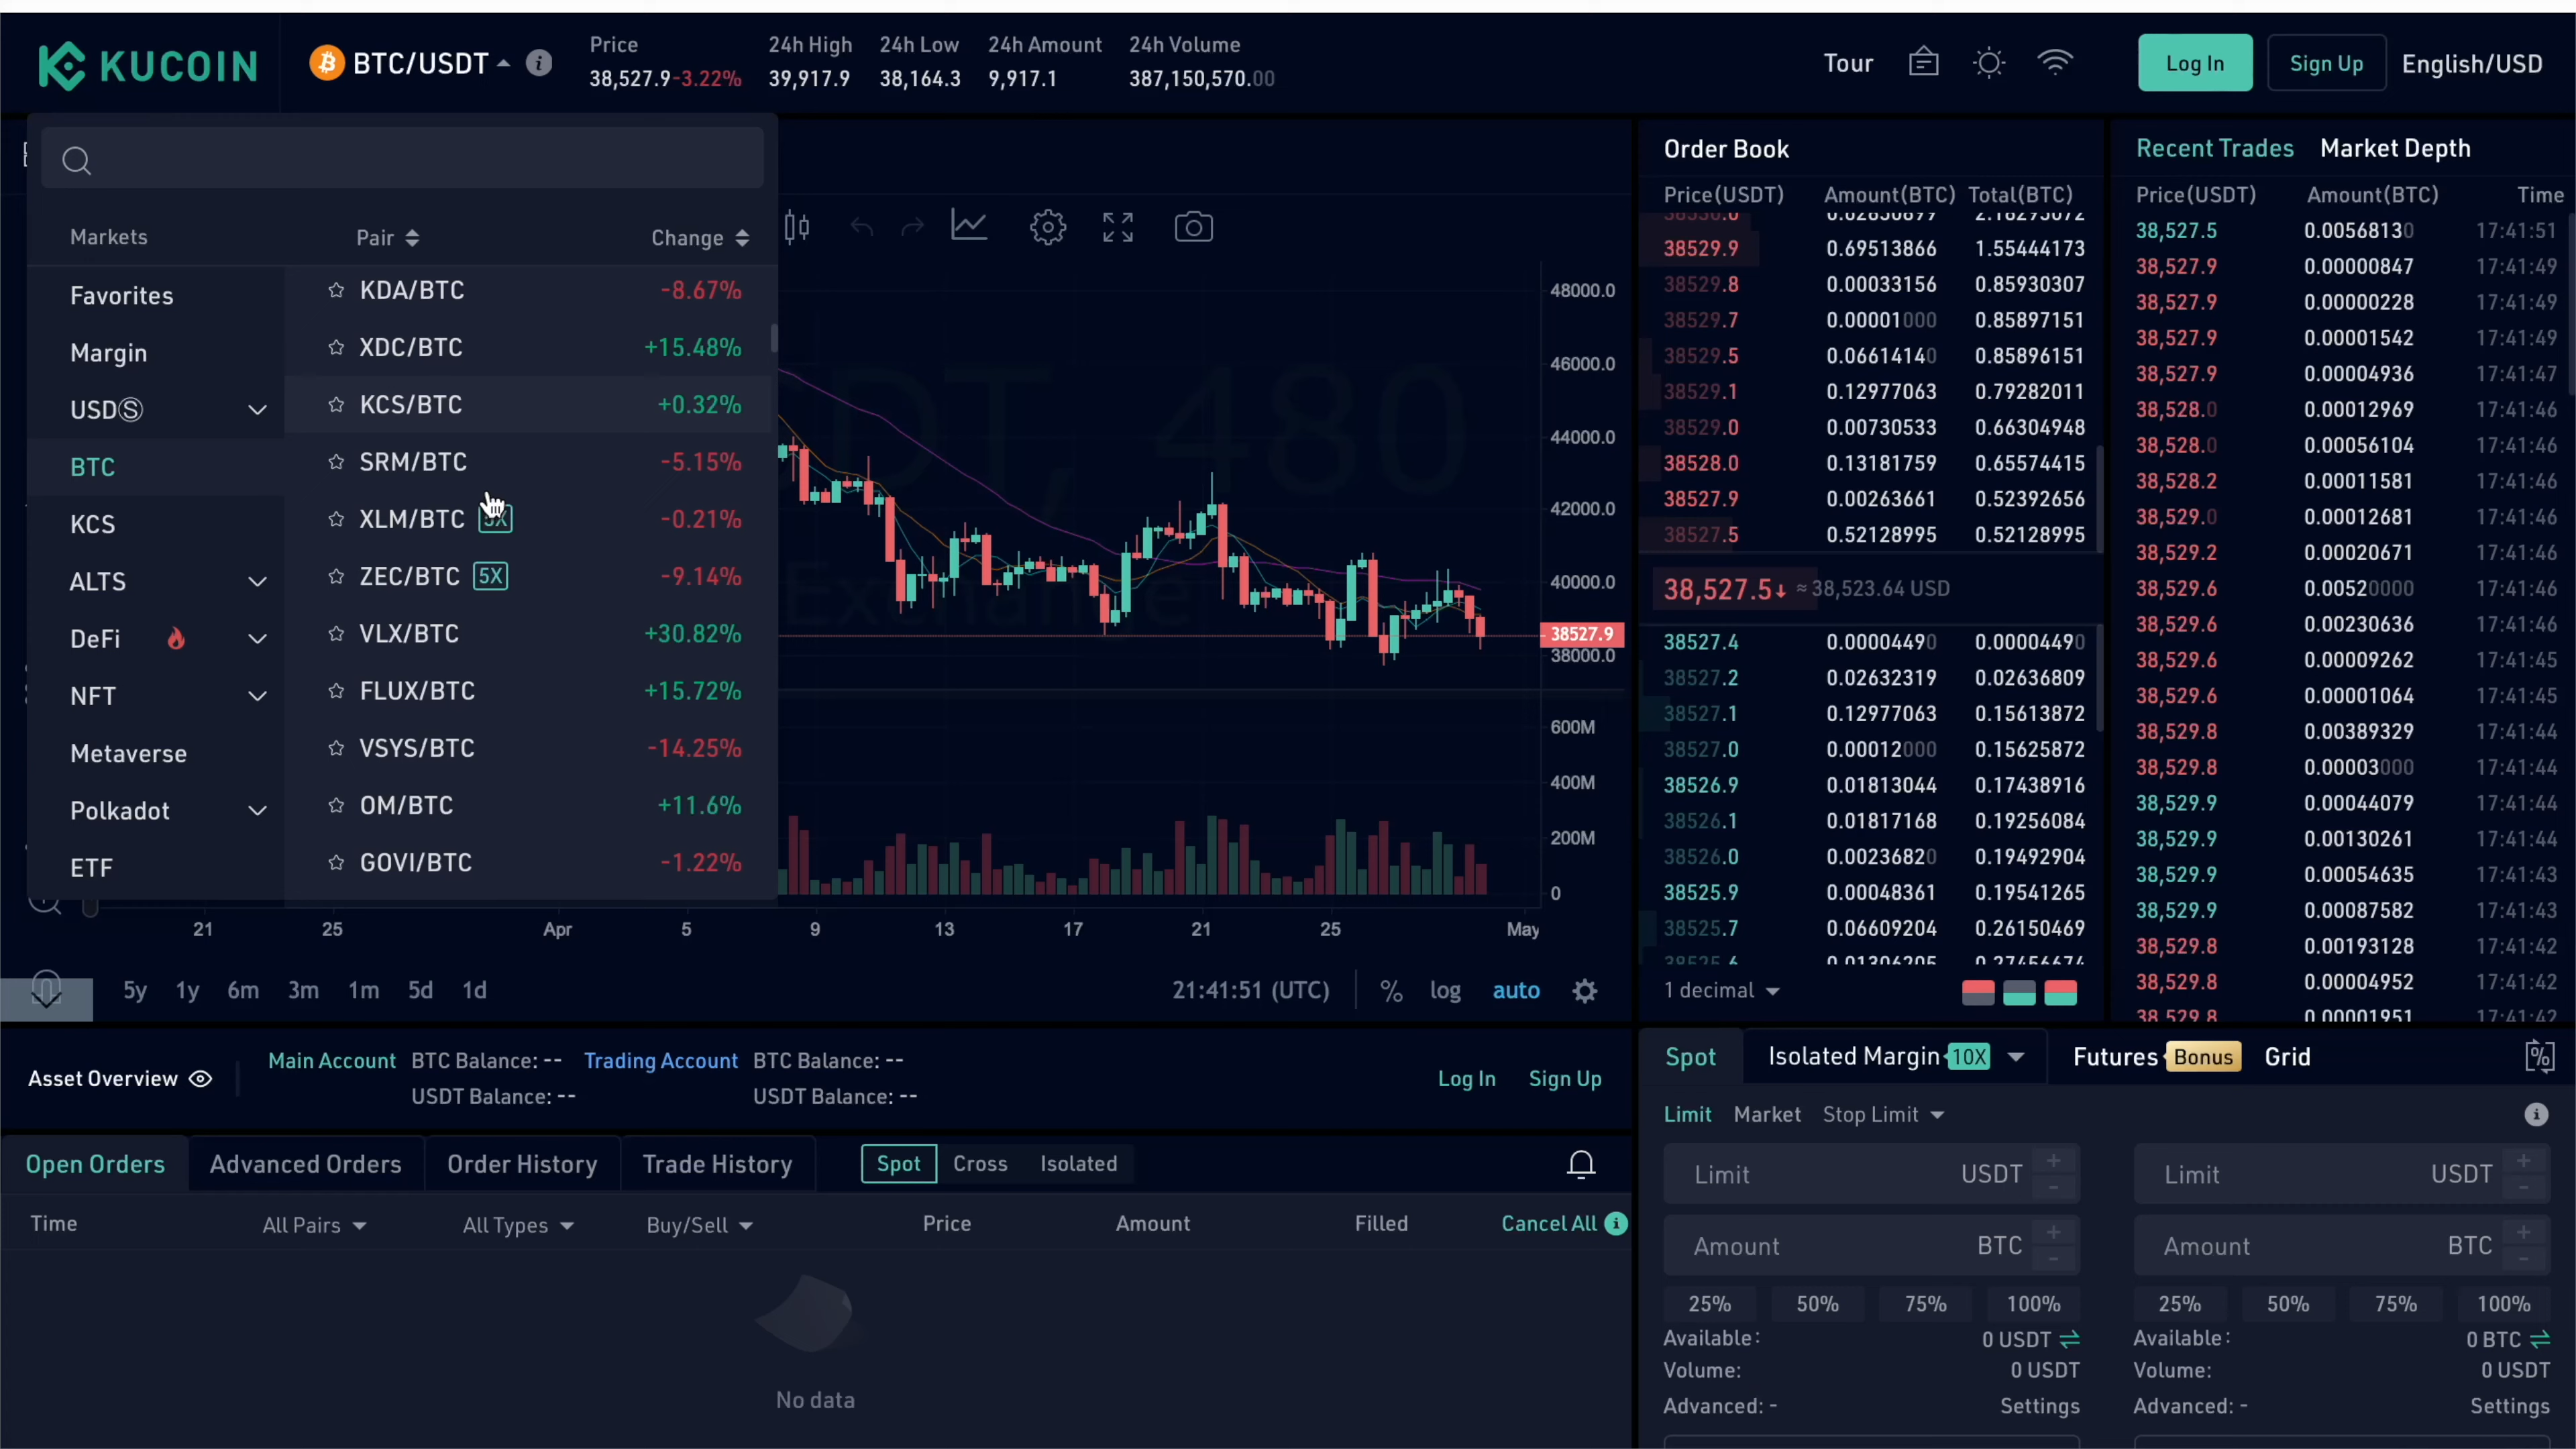 KUCOIN
BTC/USDT
Price
38,527.9 -3.22%
24h High
39,917.9
24h Low
38,164.3
24h Amount
9,917.1
24h Volume
387,150,570.00
Tour
Log In
Sign Up
English/USD
Markets Pair Change
Favorites
Margin
USDⓈ
BTC
KCS
ALTS
DeFi
NFT
Metaverse
Polkadot
ETF
KDA/BTC -8.67%
XDC/BTC +15.48%
KCS/BTC +0.32%
SRM/BTC -5.15%
XLM/BTC 5X -0.21%
ZEC/BTC 5X -9.14%
VLX/BTC +30.82%
FLUX/BTC +15.72%
VSYS/BTC -14.25%
OM/BTC +11.6%
GOVI/BTC -1.22%
DT, 480
Exchange
48000.0
46000.0
44000.0
42000.0
40000.0
38527.9
38000.0
600M
400M
200M
0
21 25 Apr 5 9 13 17 21 25 May
5y 1y 6m 3m 1m 5d 1d
21:41:51 (UTC) % log auto
Order Book
Price(USDT) Amount(BTC) Total(BTC)
38529.9 0.69513866 1.55444173
38529.8 0.00033156 0.85930307
38529.7 0.00001000 0.85897151
38529.5 0.06614140 0.85896151
38529.1 0.12977063 0.79282011
38529.0 0.00730533 0.66304948
38528.0 0.13181759 0.65574415
38527.9 0.00263661 0.52392656
38527.5 0.52128995 0.52128995
38,527.5↓ ≈38,523.64 USD
38527.4 0.00004490 0.00004490
38527.2 0.02632319 0.02636809
38527.1 0.12977063 0.15613872
38527.0 0.00012000 0.15625872
38526.9 0.01813044 0.17438916
38526.1 0.01817168 0.19256084
38526.0 0.00236820 0.19492904
38525.9 0.00048361 0.19541265
38525.7 0.06609204 0.26150469
38525.6 0.01306205 0.27456674
1 decimal
Recent Trades Market Depth
Price(USDT) Amount(BTC) Time
38,527.5 0.00568130 17:41:51
38,527.9 0.00000847 17:41:49
38,527.9 0.00000228 17:41:49
38,527.9 0.00001542 17:41:49
38,527.9 0.00004936 17:41:47
38,528.0 0.00012969 17:41:46
38,528.0 0.00056104 17:41:46
38,528.2 0.00011581 17:41:46
38,529.0 0.00012681 17:41:46
38,529.2 0.00020671 17:41:46
38,529.6 0.00520000 17:41:46
38,529.6 0.00230636 17:41:46
38,529.6 0.00009262 17:41:45
38,529.6 0.00001064 17:41:45
38,529.8 0.00389329 17:41:44
38,529.8 0.00003000 17:41:44
38,529.9 0.00044079 17:41:44
38,529.9 0.00130261 17:41:44
38,529.9 0.00054635 17:41:43
38,529.9 0.00087582 17:41:43
38,529.8 0.00193128 17:41:42
38,529.8 0.00004952 17:41:42
38,529.8 0.00001951 17:41:42
Asset Overview
Main Account BTC Balance: -- Trading Account BTC Balance: --
USDT Balance: -- USDT Balance: --
Log In Sign Up
Open Orders Advanced Orders Order History Trade History Spot Cross Isolated
Time All Pairs All Types Buy/Sell Price Amount Filled Cancel All
No data
Spot Isolated Margin 10X Futures Bonus Grid
Limit Market Stop Limit
Limit USDT Limit USDT
Amount BTC Amount BTC
25% 50% 75% 100% 25% 50% 75% 100%
Available: 0 USDT Available: 0 BTC
Volume: 0 USDT Volume: 0 USDT
Advanced: - Settings Advanced: - Settings